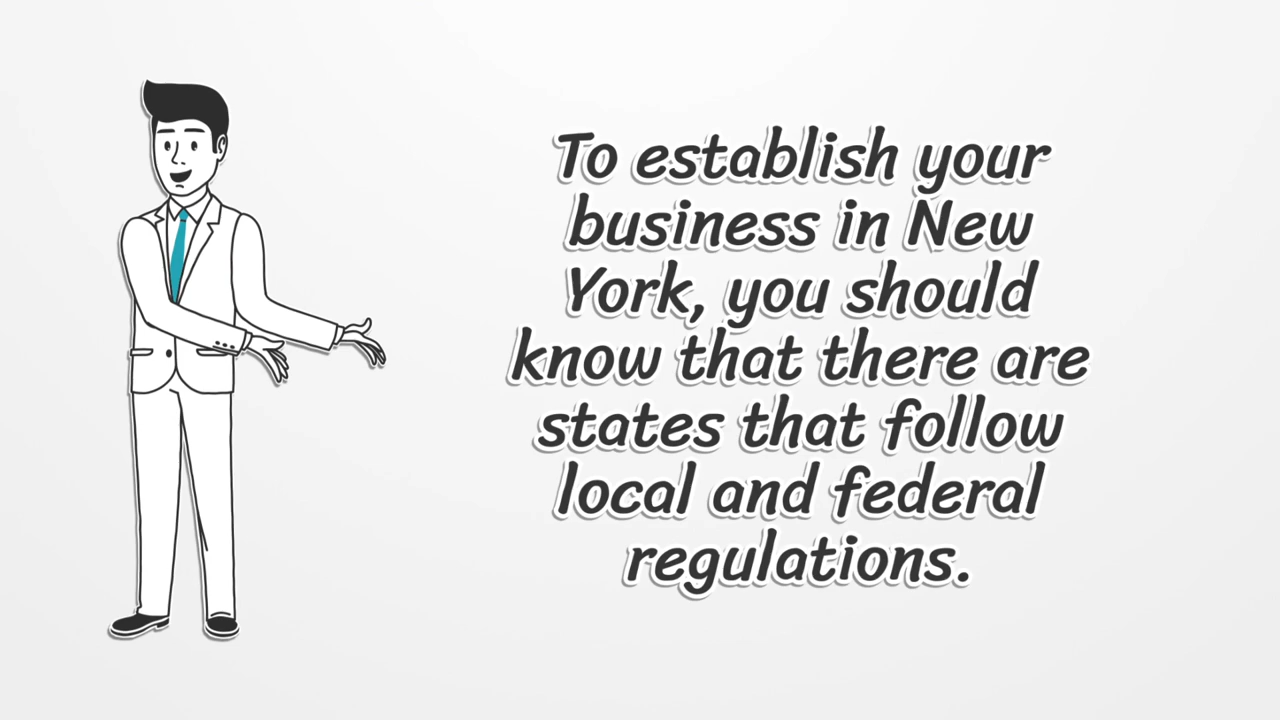 To establish your
business in New
York, you should
know that there are
states that follow
local and federal
regulations.